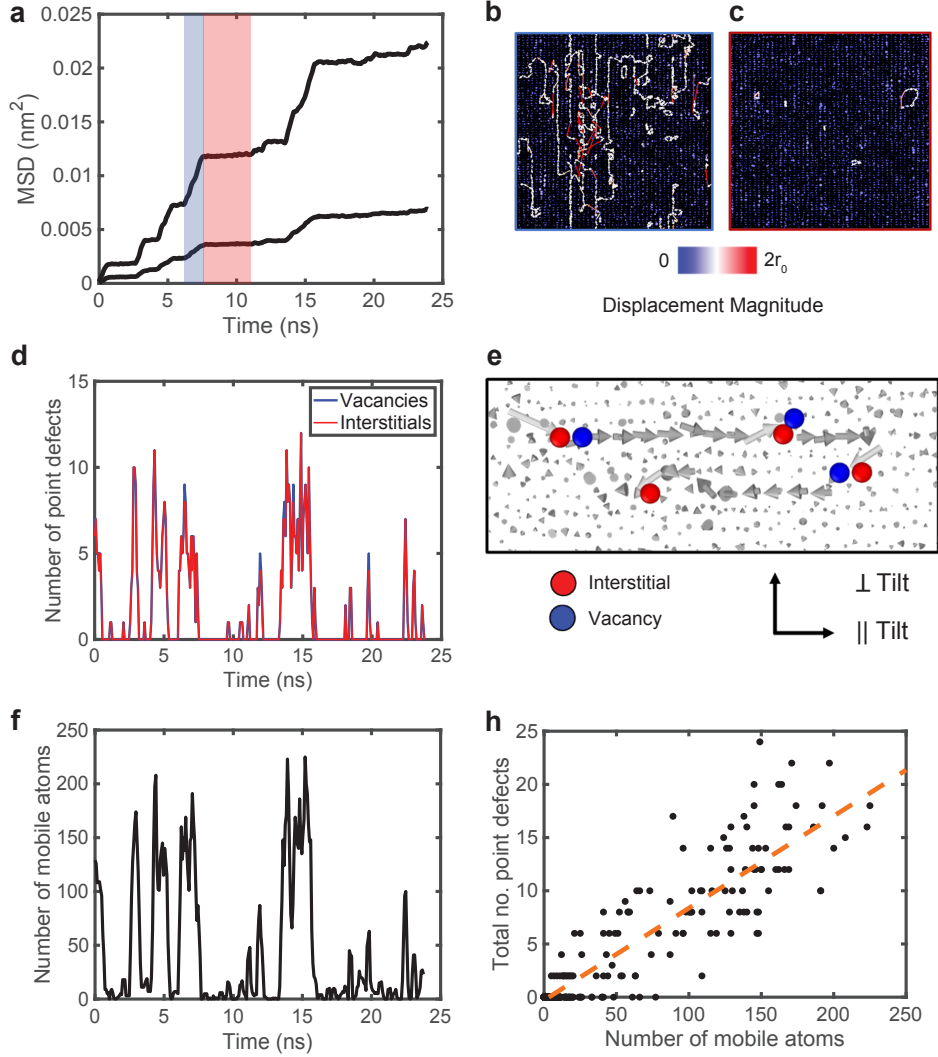 a
MSD (nm²)
0.025
0.02
0.015
0.01
0.005
0
0 5 10 15 20 25
Time (ns)
b
c
0
2r₀
Displacement Magnitude
d
Number of point defects
15
10
5
0
Vacancies
Interstitials
0 5 10 15 20 25
Time (ns)
e
Interstitial
Vacancy
⊥ Tilt
|| Tilt
f
Number of mobile atoms
250
200
150
100
50
0
0 5 10 15 20 25
Time (ns)
h
Total no. point defects
25
20
15
10
5
0
0 50 100 150 200 250
Number of mobile atoms